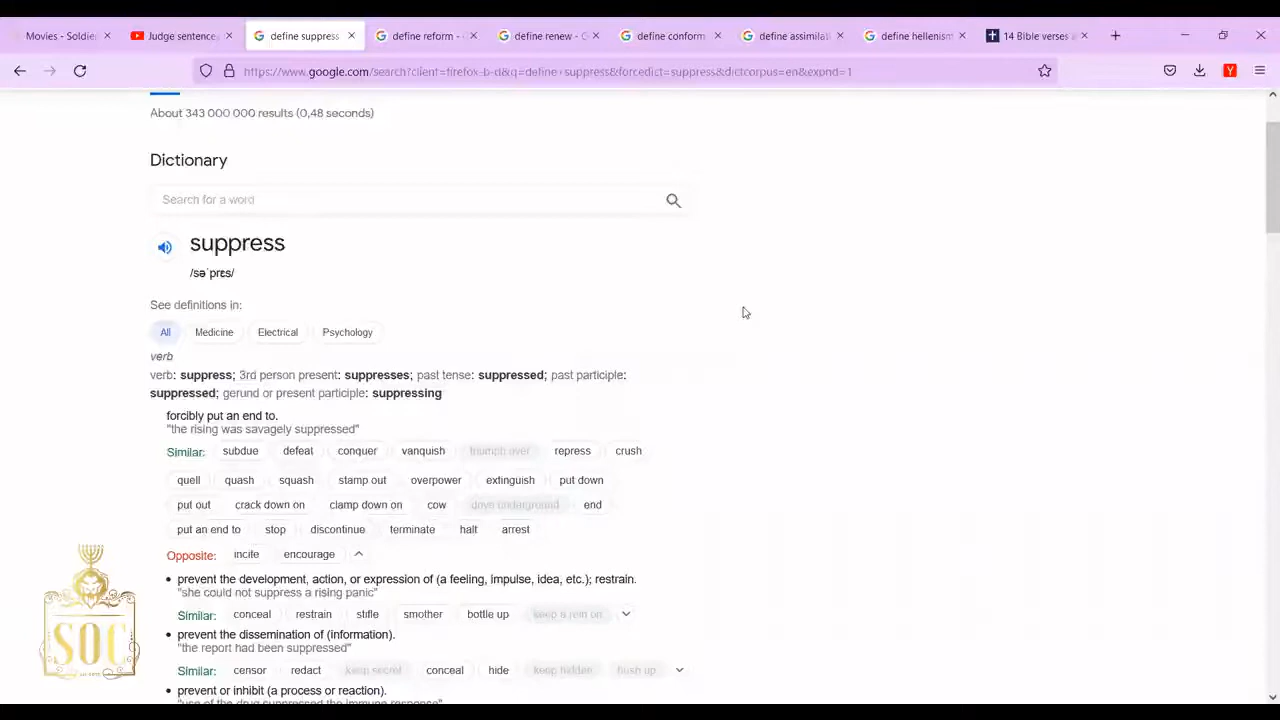 Movies - Soldie
Judge sentence
define suppress
define reform -
define renew -
define conform
define assimilati
define hellenism
14 Bible verses a
https://www.google.com/search?client=firefox-b-d&q=define+suppress&forcedict=suppress&dictcorpus=en&expnd=1
About 343 000 000 results (0,48 seconds)
Dictionary
Search for a word
suppress
/səˈprɛs/
See definitions in:
All Medicine Electrical Psychology
verb
verb: suppress; 3rd person present: suppresses; past tense: suppressed; past participle:
suppressed; gerund or present participle: suppressing
forcibly put an end to.
"the rising was savagely suppressed"
Similar: subdue defeat conquer vanquish triumph over repress crush
quell quash squash stamp out overpower extinguish put down
put out crack down on clamp down on cow end
put an end to stop discontinue terminate halt arrest
Opposite: incite encourage
• prevent the development, action, or expression of (a feeling, impulse, idea, etc.); restrain.
"she could not suppress a rising panic"
Similar: conceal restrain stifle smother bottle up keep a rein on
• prevent the dissemination of (information).
"the report had been suppressed"
Similar: censor redact keep secret conceal hide keep hidden hush up
• prevent or inhibit (a process or reaction).
"use of the drug suppressed the immune response"
SOC